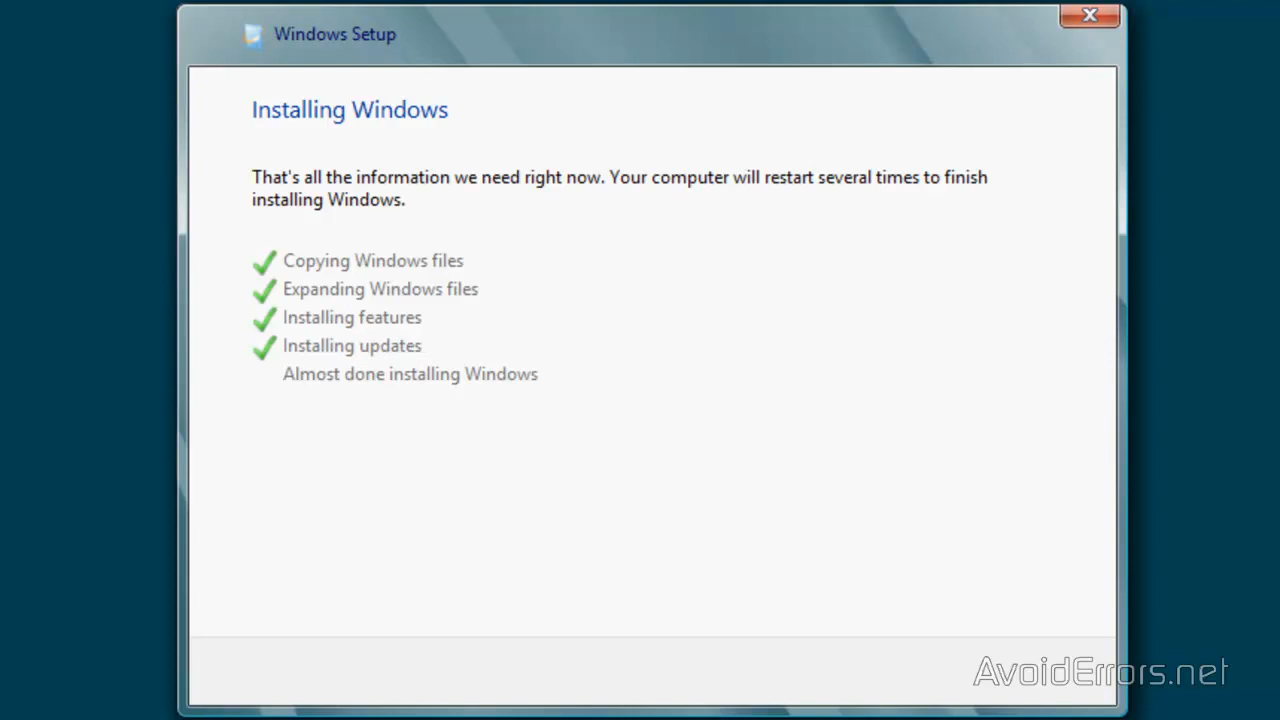 Windows Setup
Installing Windows
That's all the information we need right now. Your computer will restart several times to finish
installing Windows.
Copying Windows files
Expanding Windows files
Installing features
Installing updates
Almost done installing Windows
AvoidErrors.net